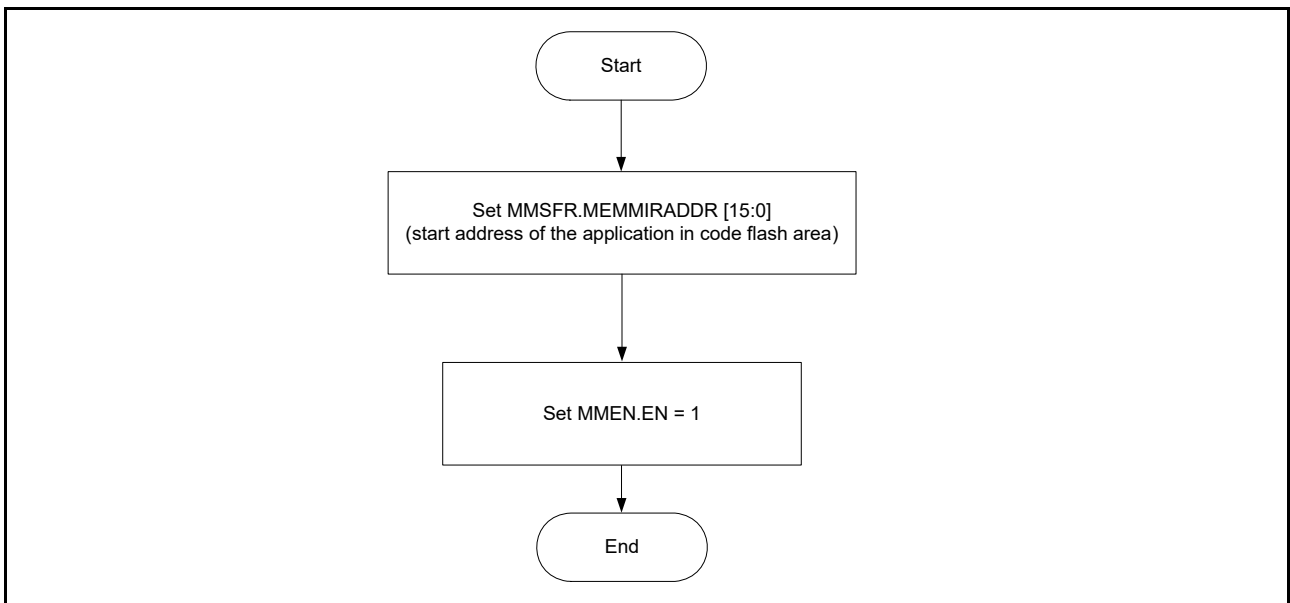 Start
Set MMSFR.MEMMIRADDR [15:0]
(start address of the application in code flash area)
Set MMEN.EN = 1
End